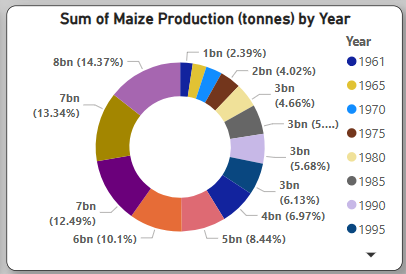 Sum of Maize Production (tonnes) by Year
1bn (2.39%)
2bn (4.02%)
3bn
(4.66%)
3bn (5....)
3bn
(5.68%)
3bn
(6.13%)
4bn (6.97%)
5bn (8.44%)
6bn (10.1%)
7bn
(12.49%)
7bn
(13.34%)
8bn (14.37%)
Year
1961
1965
1970
1975
1980
1985
1990
1995